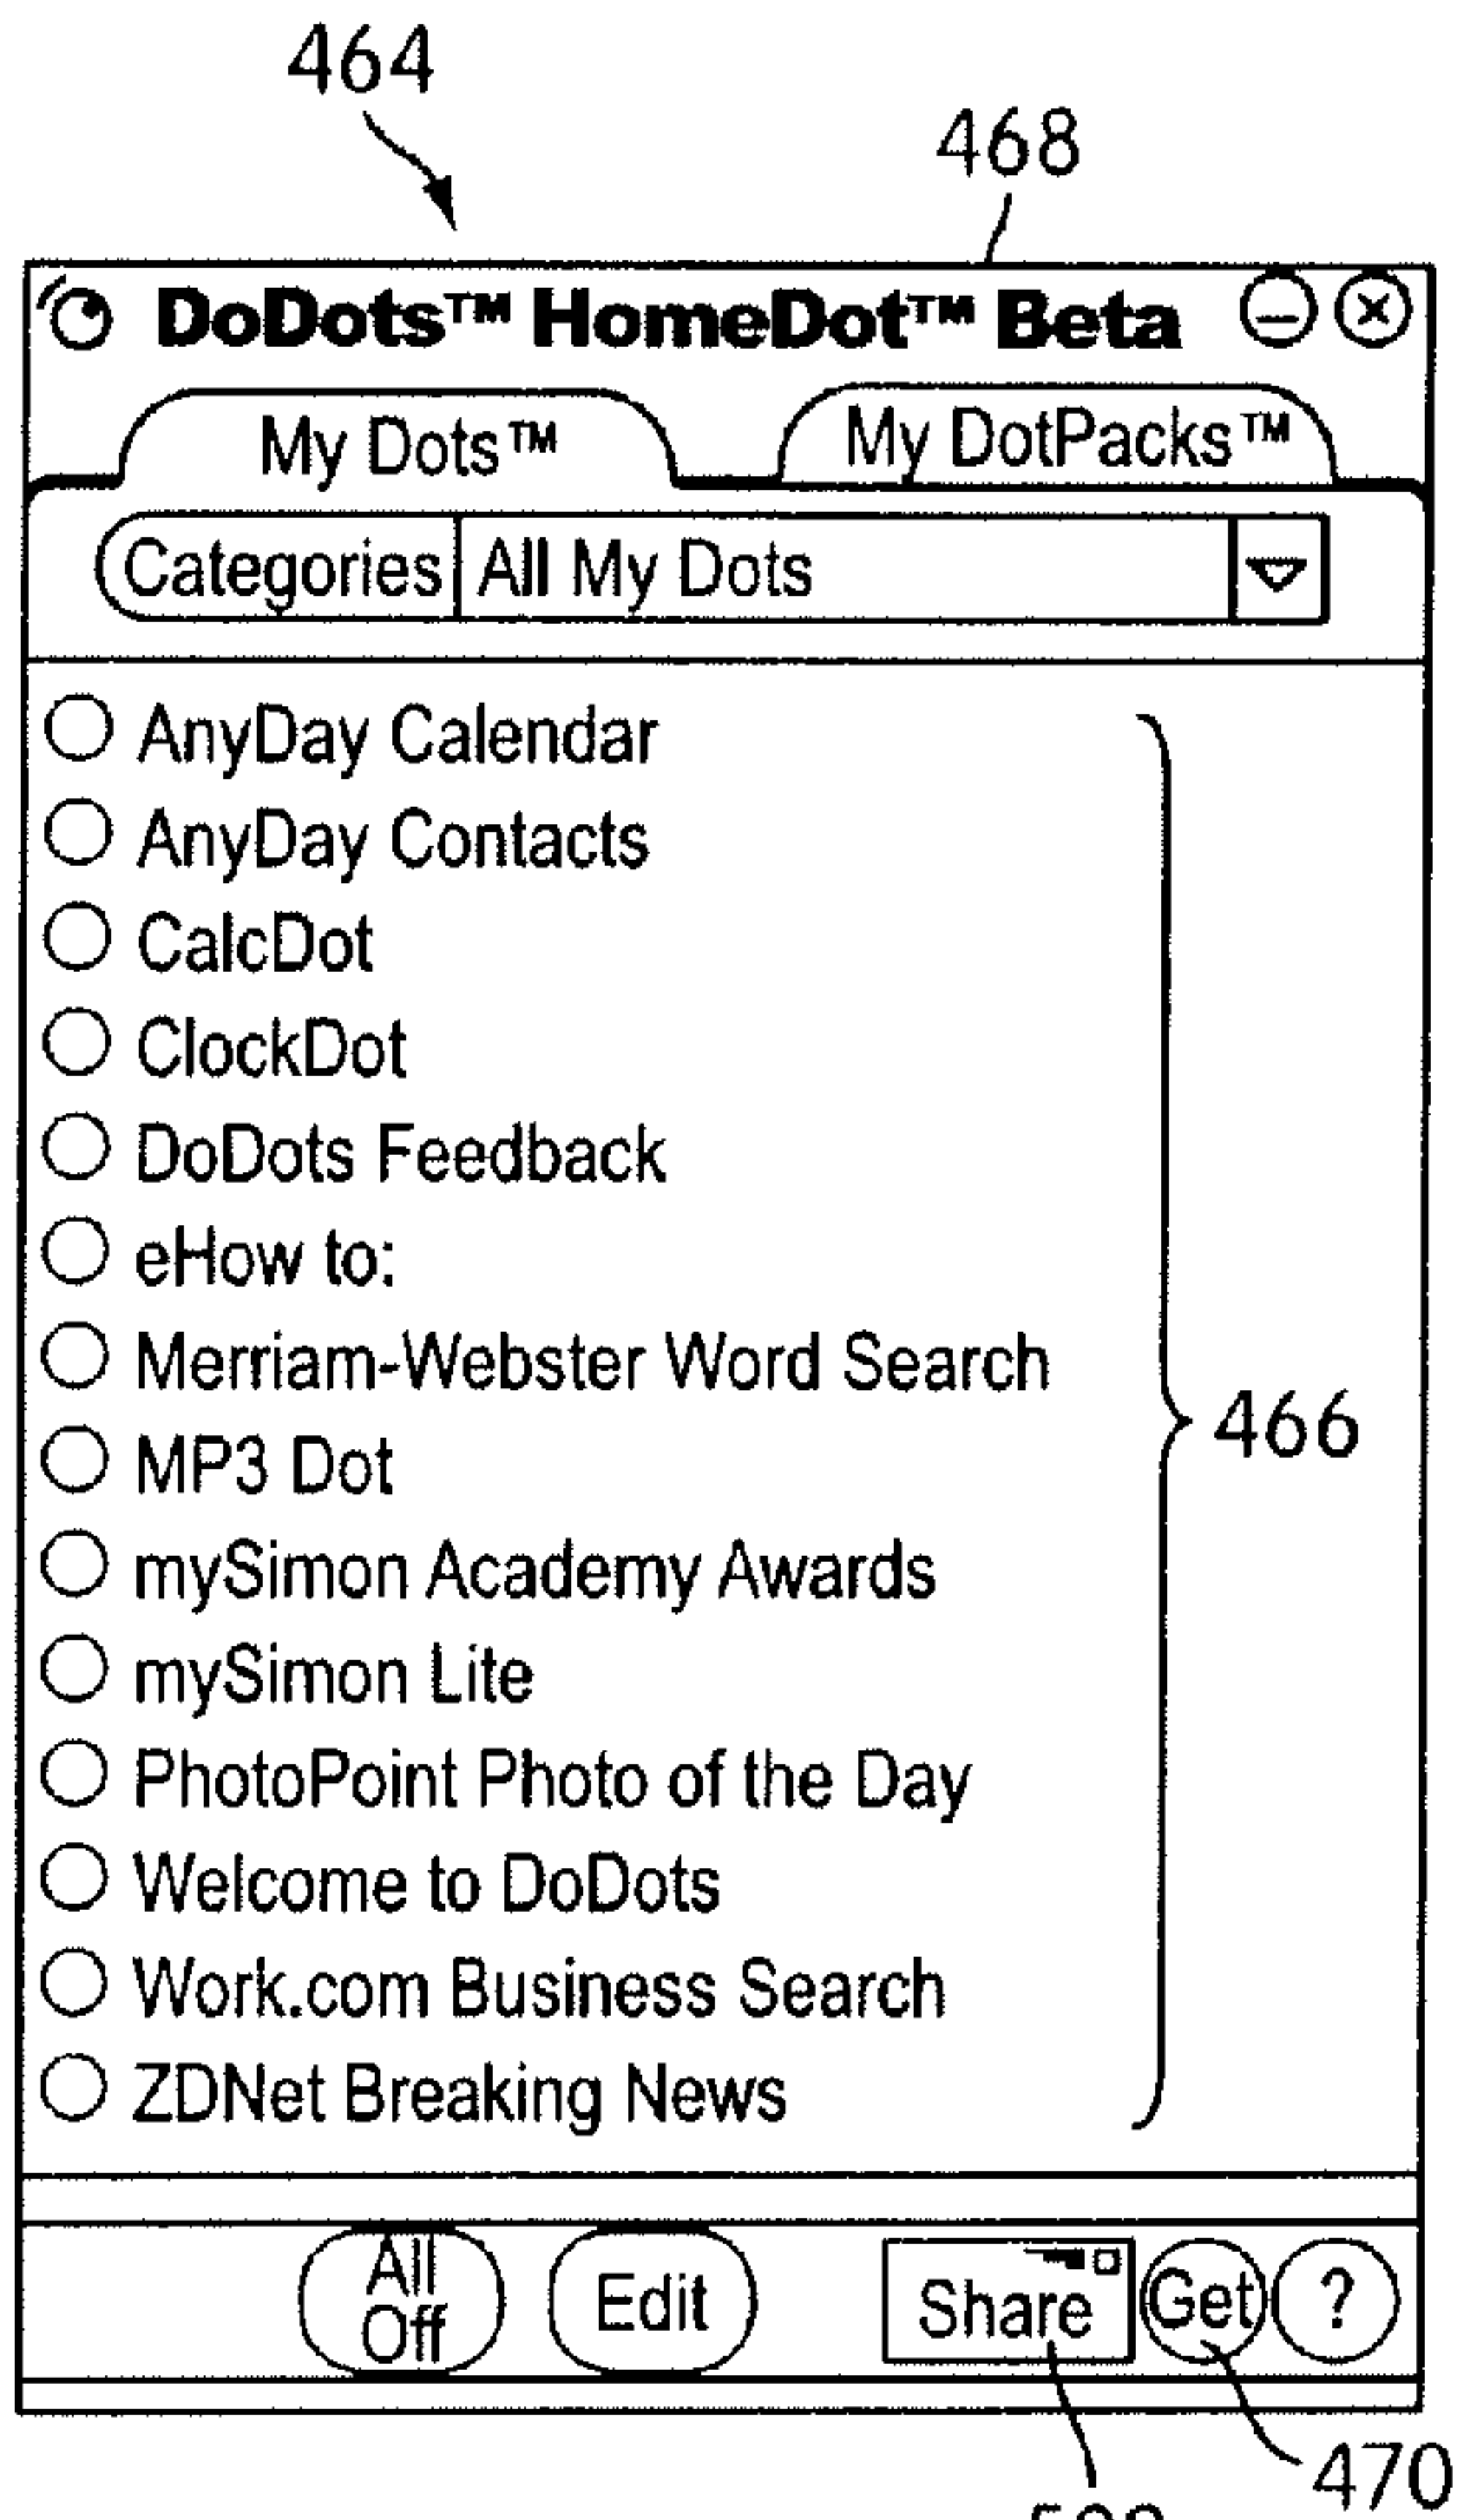 464
468
DoDots™ HomeDot™ Beta
My Dots™ My DotPacks™
Categories All My Dots
AnyDay Calendar
AnyDay Contacts
CalcDot
ClockDot
DoDots Feedback
eHow to:
Merriam-Webster Word Search
466
MP3 Dot
mySimon Academy Awards
mySimon Lite
PhotoPoint Photo of the Day
Welcome to DoDots
Work.com Business Search
ZDNet Breaking News
All
Off
Edit
Share
Get
?
470